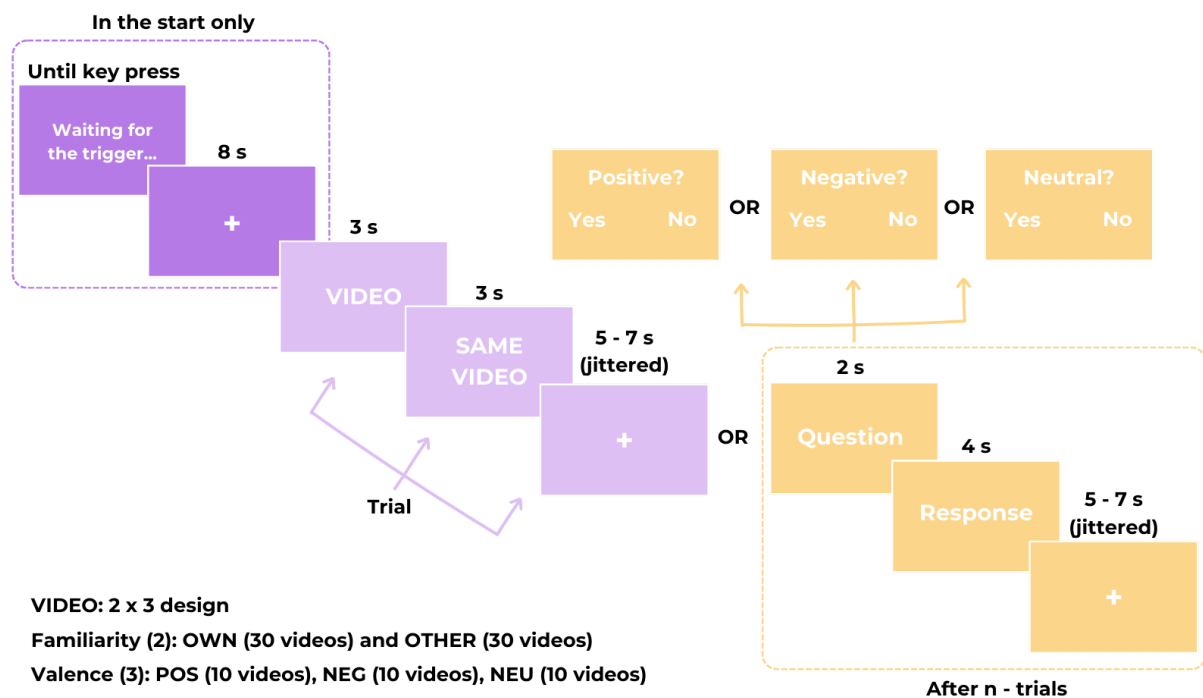 In the start only
Until key press
Waiting for
the trigger...
8 s
+
3 s
VIDEO
3 s
SAME
VIDEO
5 - 7 s
(jittered)
+
Trial
OR
Positive?
Yes No
OR
Negative?
Yes No
OR
Neutral?
Yes No
2 s
Question
4 s
Response
5 - 7 s
(jittered)
+
After n - trials
VIDEO: 2 x 3 design
Familiarity (2): OWN (30 videos) and OTHER (30 videos)
Valence (3): POS (10 videos), NEG (10 videos), NEU (10 videos)